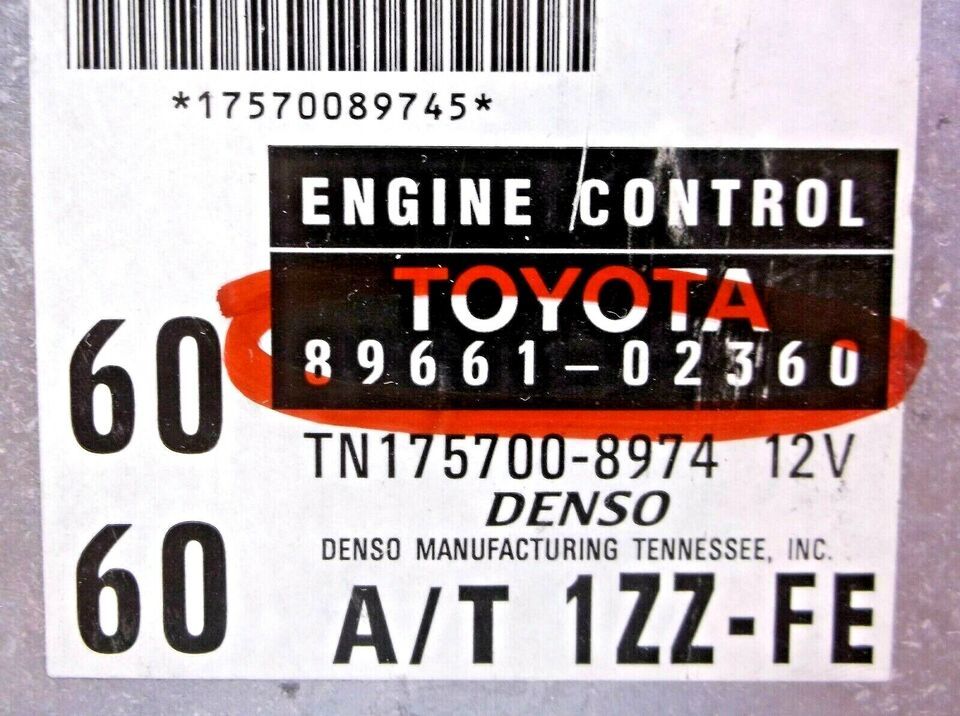 *17570089745*
ENGINE CONTROL
TOYOTA
60
89661-02360
TN175700-8974 12V
DENSO
60
DENSO MANUFACTURING TENNESSEE, INC.
A/T 1ZZ-FE